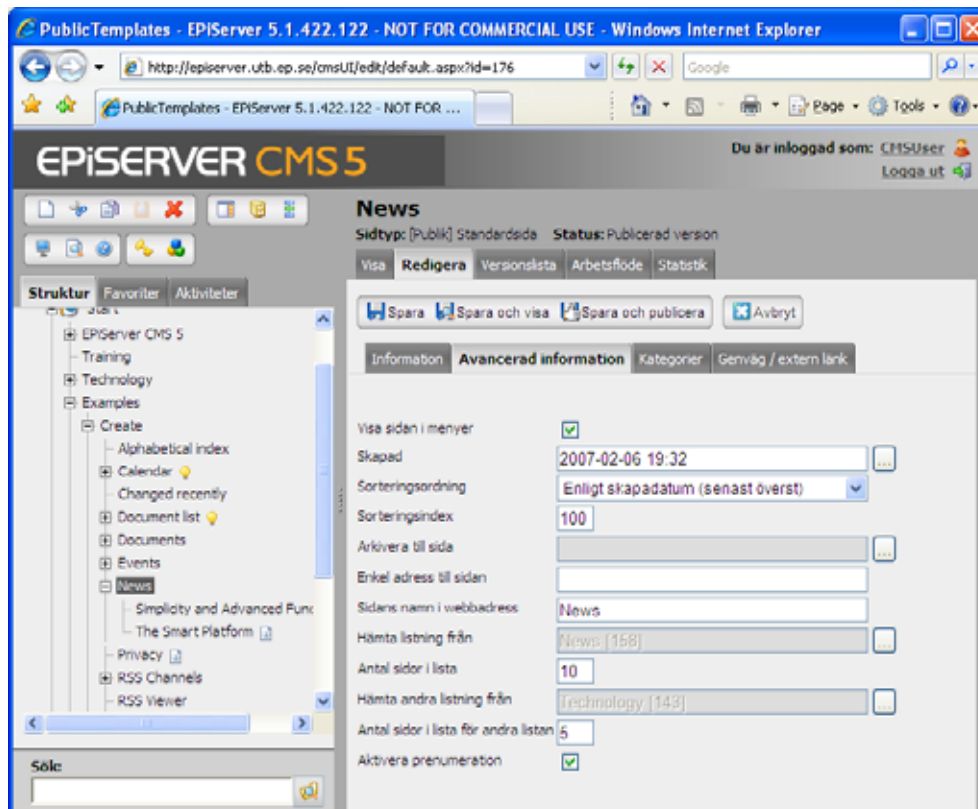 PublicTemplates - EPiServer 5.1.422.122 - NOT FOR COMMERCIAL USE - Windows Internet Explorer
http://episerver.utb.ep.se/cmsUI/edit/default.aspx?id=176
Google
PublicTemplates - EPiServer 5.1.422.122 - NOT FOR ...
Page
Tools
EPiSERVER CMS 5
Du är inloggad som: CMSUser
Logga ut
News
Sidtyp: [Publik] Standardsida Status: Publicerad version
Visa Redigera Versionslista Arbetsflöde Statistik
Struktur Favoriter Aktiviteter
Start
EPiServer CMS 5
Training
Technology
Examples
Create
Alphabetical index
Calendar
Changed recently
Document list
Documents
Events
News
Simplicity and Advanced Func
The Smart Platform
Privacy
RSS Channels
RSS Viewer
Sök:
Spara Spara och visa Spara och publicera Avbryt
Information Avancerad information Kategorier Genväg / extern länk
Visa sidan i menyer
Skapad 2007-02-06 19:32 ...
Sorteringsordning Enligt skapadatum (senast överst)
Sorteringsindex 100
Arkivera till sida ...
Enkel adress till sidan
Sidans namn i webbadress News
Hämta listning från News [158] ...
Antal sidor i lista 10
Hämta andra listning från Technology [143] ...
Antal sidor i lista för andra listan 5
Aktivera prenumeration